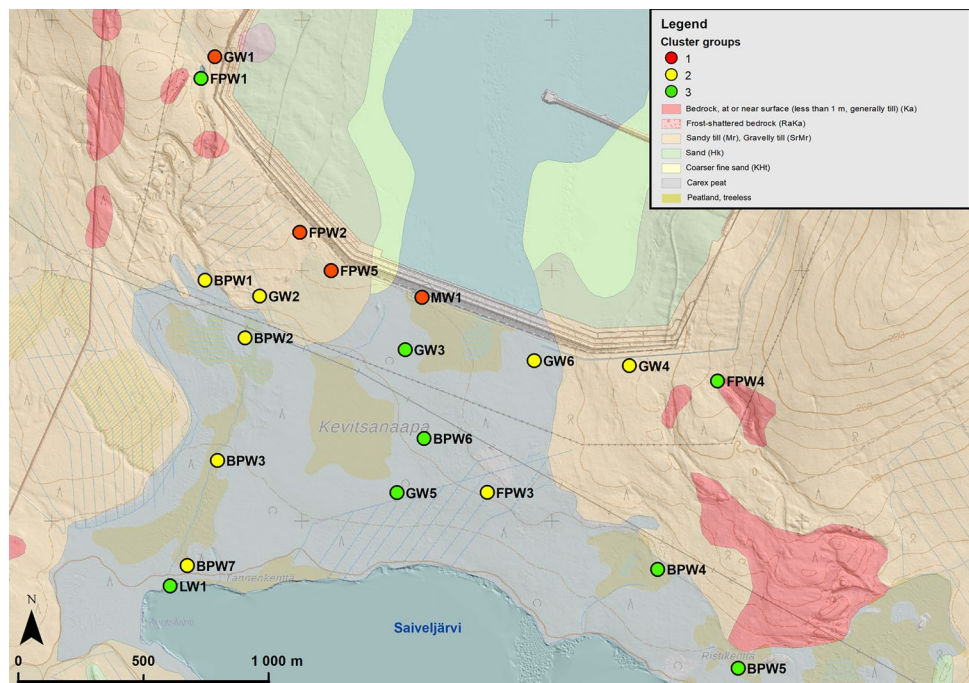 Legend
Cluster groups
1
2
3
Bedrock, at or near surface (less than 1 m, generally till) (Ka)
Frost-shattered bedrock (RaKa)
Sandy till (Mr), Gravelly till (SrMr)
Sand (Hk)
Coarser fine sand (KHt)
Carex peat
Peatland, treeless
GW1
FPW1
FPW2
FPW5
BPW1
GW2
MW1
BPW2
GW3
GW6
GW4
FPW4
Kevitsanaapa
BPW6
BPW3
GW5
FPW3
BPW7
BPW4
Tannenkenttä
LW1
N
Saiveljärvi
Ristikenttä
BPW5
0 500 1 000 m